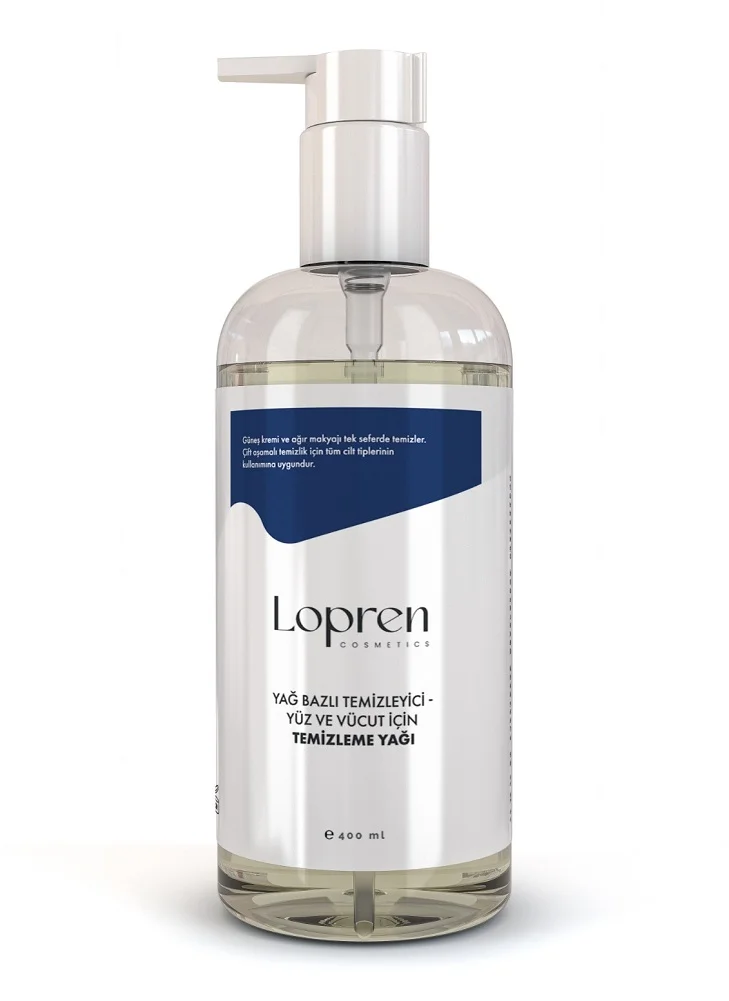 Güneş kremi ve ağır makyajı tek seferde temizler.
Çift aşamalı temizlik için tüm cilt tiplerinin
kullanımına uygundur.
Lopren
COSMETICS
YAĞ BAZLI TEMİZLEYİCİ -
YÜZ VE VÜCUT İÇİN
TEMİZLEME YAĞI
e 400 ml